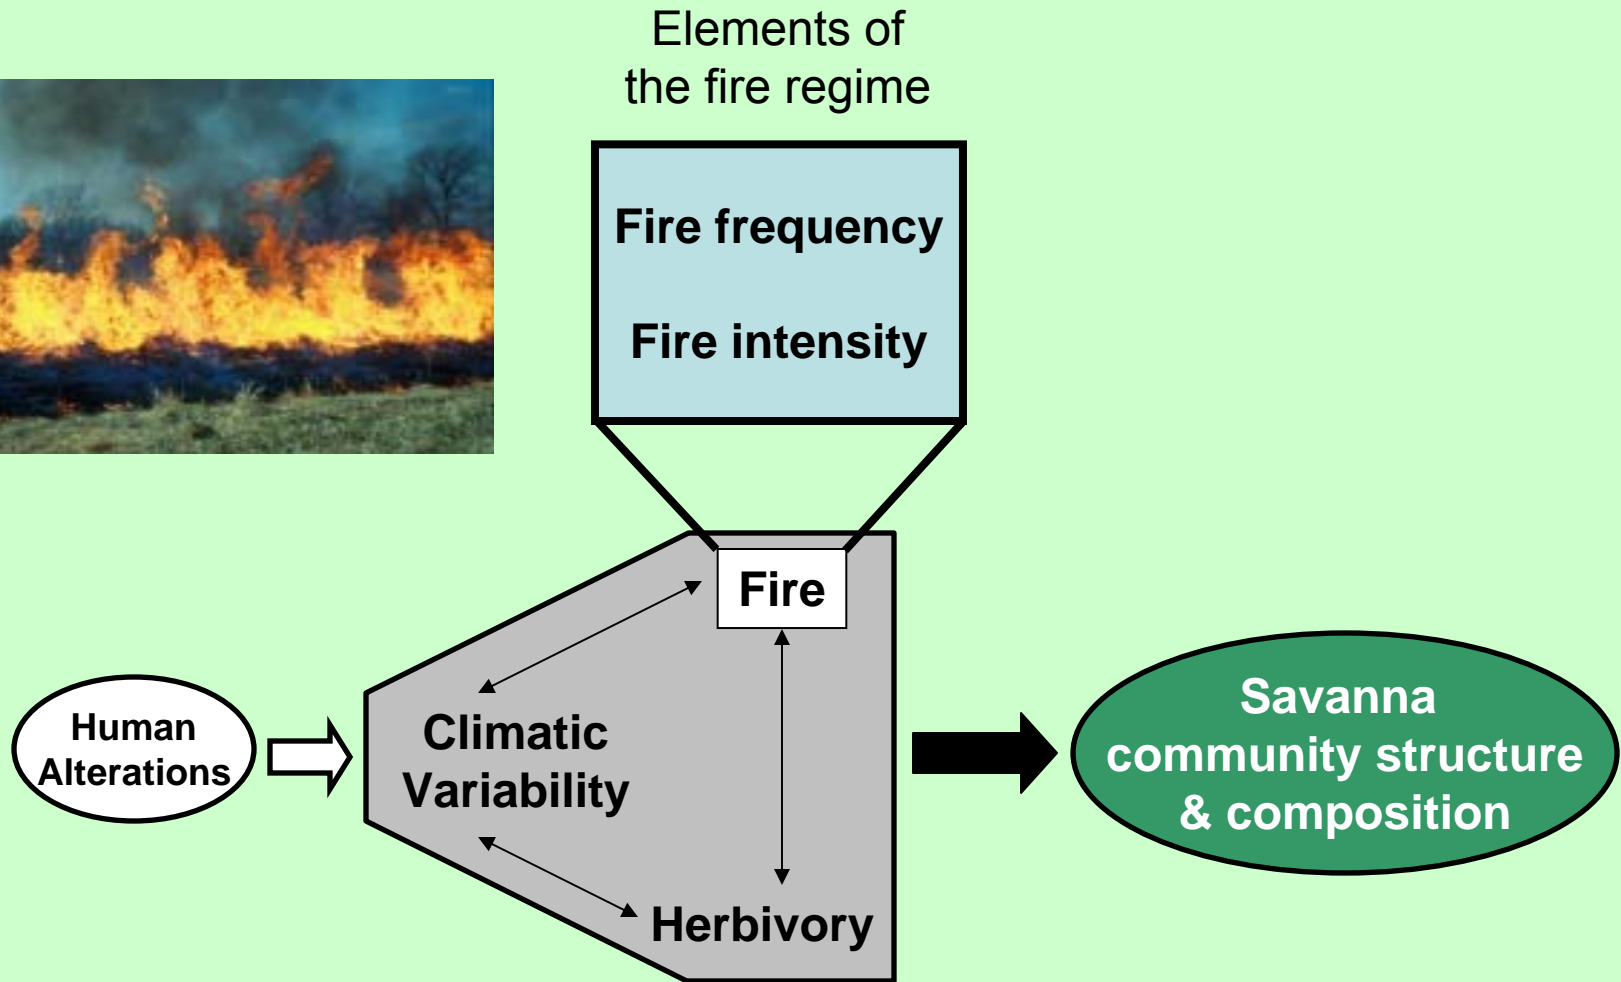 Elements of
the fire regime
Fire frequency
Fire intensity
Fire
Human
Alterations
Climatic
Variability
Herbivory
Savanna
community structure
& composition